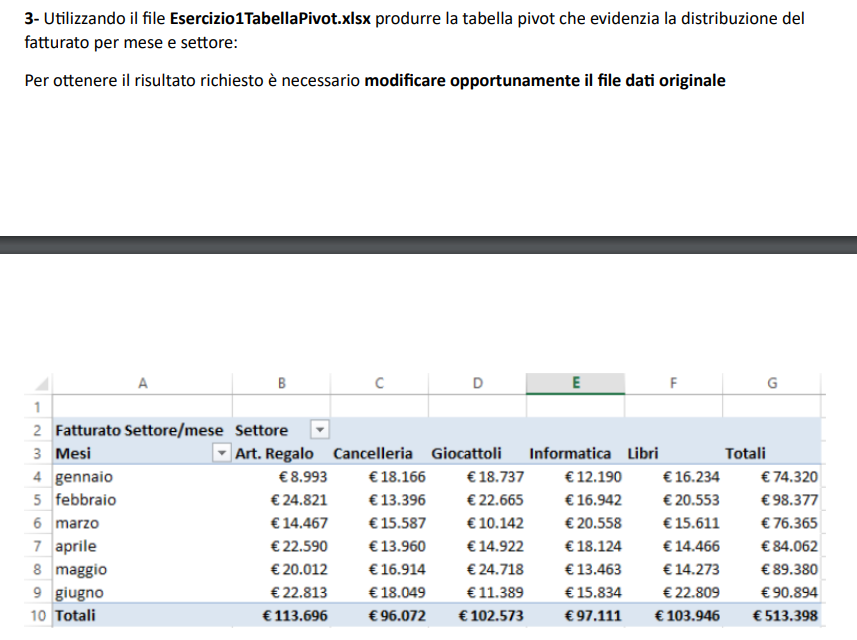 3- Utilizzando il file Esercizio1TabellaPivot.xlsx produrre la tabella pivot che evidenzia la distribuzione del
fatturato per mese e settore:
Per ottenere il risultato richiesto è necessario modificare opportunamente il file dati originale
A B C D E F G
1
2 Fatturato Settore/mese Settore
3 Mesi Art. Regalo Cancelleria Giocattoli Informatica Libri Totali
4 gennaio € 8.993 € 18.166 € 18.737 € 12.190 € 16.234 € 74.320
5 febbraio € 24.821 € 13.396 € 22.665 € 16.942 € 20.553 € 98.377
6 marzo € 14.467 € 15.587 € 10.142 € 20.558 € 15.611 € 76.365
7 aprile € 22.590 € 13.960 € 14.922 € 18.124 € 14.466 € 84.062
8 maggio € 20.012 € 16.914 € 24.718 € 13.463 € 14.273 € 89.380
9 giugno € 22.813 € 18.049 € 11.389 € 15.834 € 22.809 € 90.894
10 Totali € 113.696 € 96.072 € 102.573 € 97.111 € 103.946 € 513.398